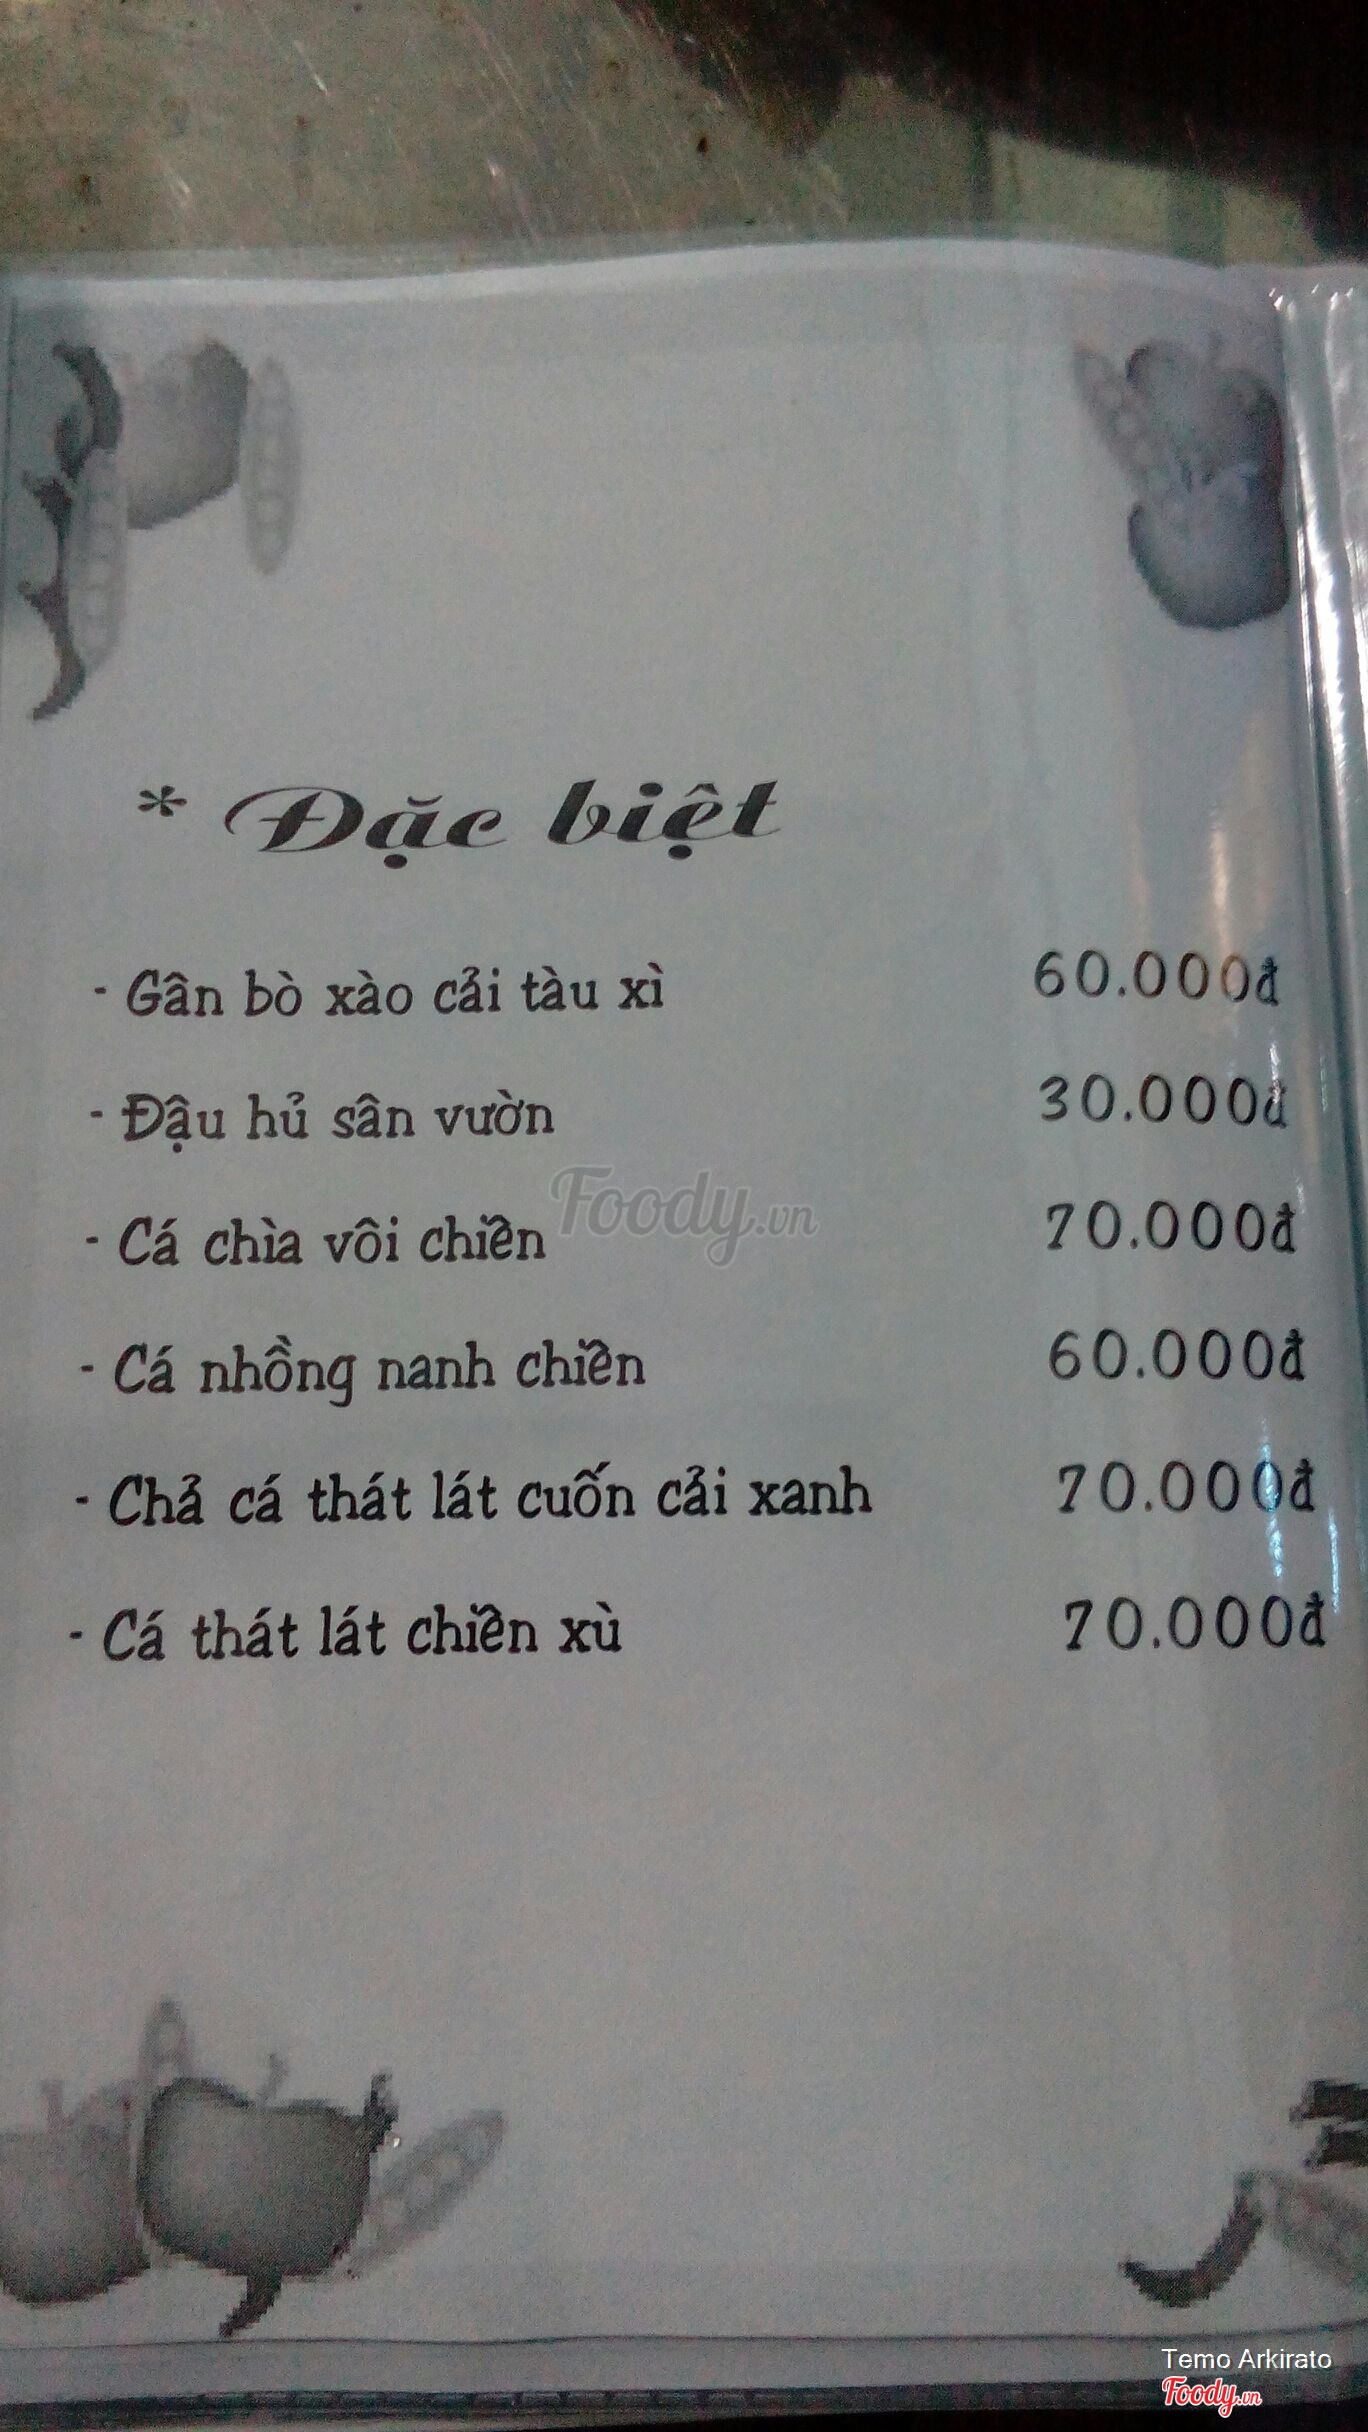 * Đặc biệt
- Gân bò xào cải tàu xì 60.000đ
- Đậu hủ sân vườn 30.000đ
- Cá chìa vôi chiên 70.000đ
- Cá nhồng nanh chiên 60.000đ
- Chả cá thát lát cuốn cải xanh 70.000đ
- Cá thát lát chiên xù 70.000đ
Foody.vn
Temo Arkirato
Foody.vn